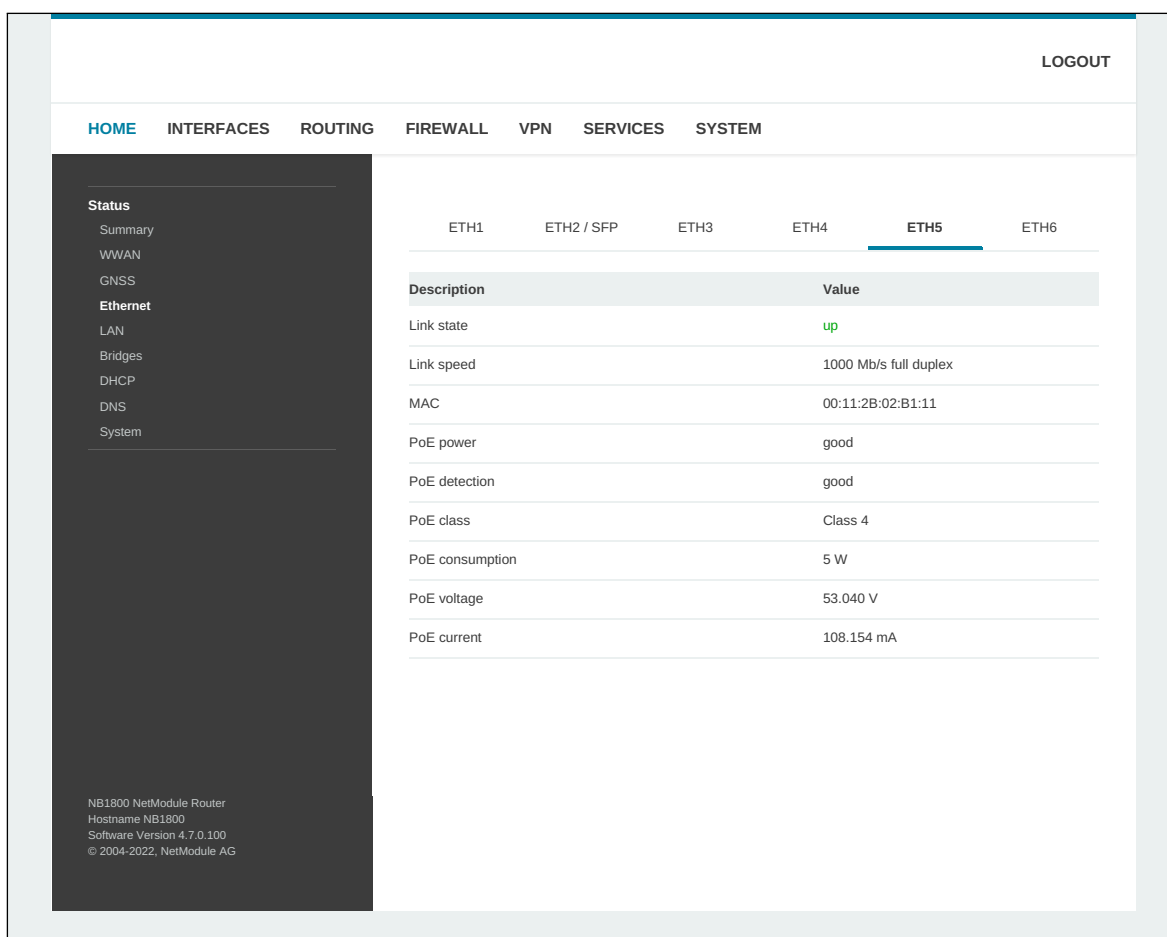 LOGOUT
HOME INTERFACES ROUTING FIREWALL VPN SERVICES SYSTEM
Status
Summary
WWAN
GNSS
Ethernet
LAN
Bridges
DHCP
DNS
System
NB1800 NetModule Router
Hostname NB1800
Software Version 4.7.0.100
© 2004-2022, NetModule AG
ETH1 ETH2 / SFP ETH3 ETH4 ETH5 ETH6
Description Value
Link state up
Link speed 1000 Mb/s full duplex
MAC 00:11:2B:02:B1:11
PoE power good
PoE detection good
PoE class Class 4
PoE consumption 5 W
PoE voltage 53.040 V
PoE current 108.154 mA